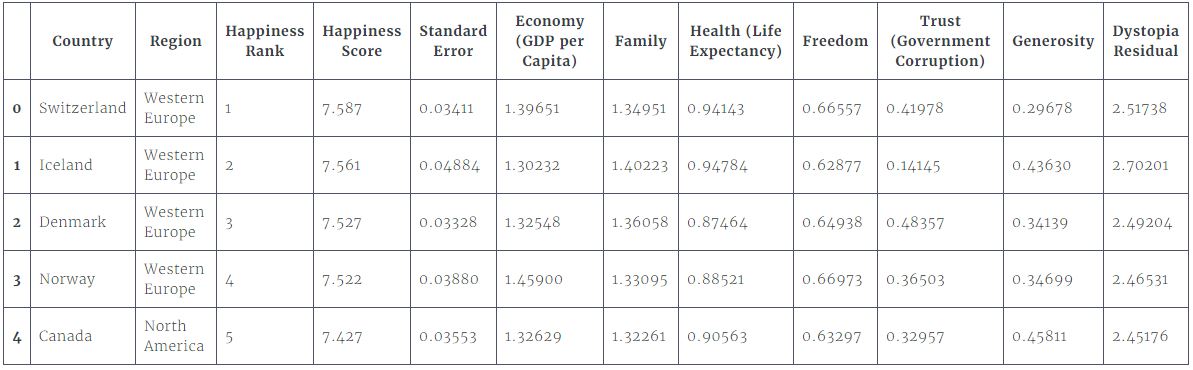 Country Region Happiness Rank Happiness Score Standard Error Economy (GDP per Capita) Family Health (Life Expectancy) Freedom Trust (Government Corruption) Generosity Dystopia Residual
0 Switzerland Western Europe 1 7.587 0.03411 1.39651 1.34951 0.94143 0.66557 0.41978 0.29678 2.51738
1 Iceland Western Europe 2 7.561 0.04884 1.30232 1.40223 0.94784 0.62877 0.14145 0.43630 2.70201
2 Denmark Western Europe 3 7.527 0.03328 1.32548 1.36058 0.87464 0.64938 0.48357 0.34139 2.49204
3 Norway Western Europe 4 7.522 0.03880 1.45900 1.33095 0.88521 0.66973 0.36503 0.34699 2.46531
4 Canada North America 5 7.427 0.03553 1.32629 1.32261 0.90563 0.63297 0.32957 0.45811 2.45176